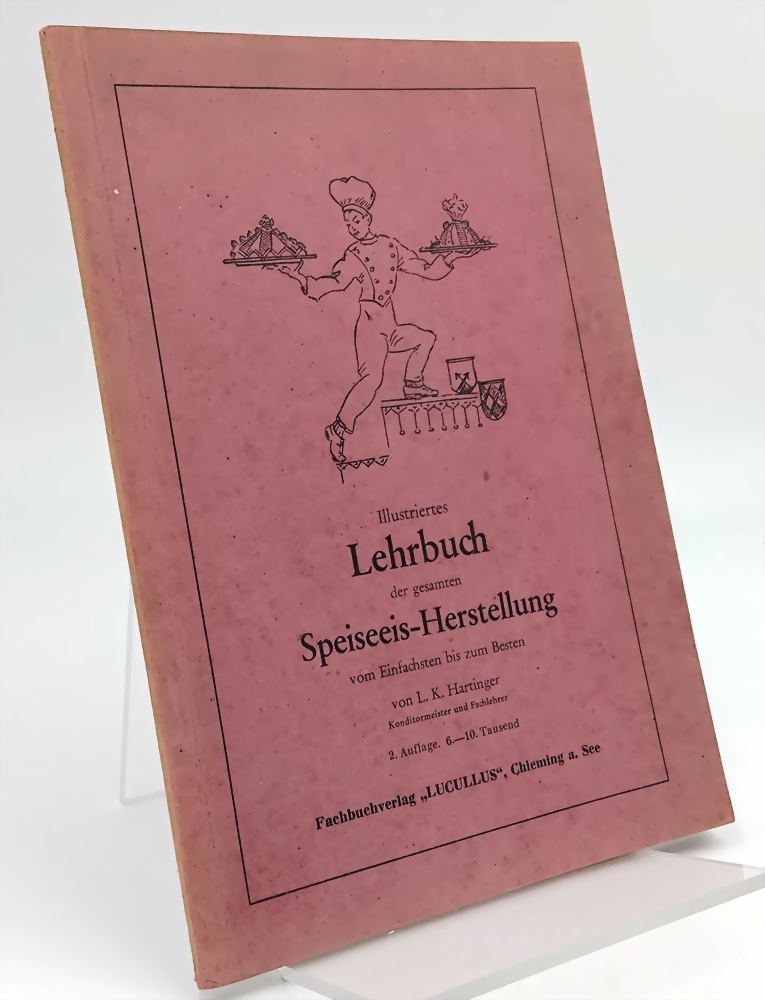 Illustriertes
Lehrbuch
der gesamten
Speiseeis-Herstellung
vom Einfachsten bis zum Besten
von L. K. Hartinger
Konditormeister und Fachlehrer
2. Auflage. 6.—10. Tausend
Fachbuchverlag „LUCULLUS“, Chieming a. See